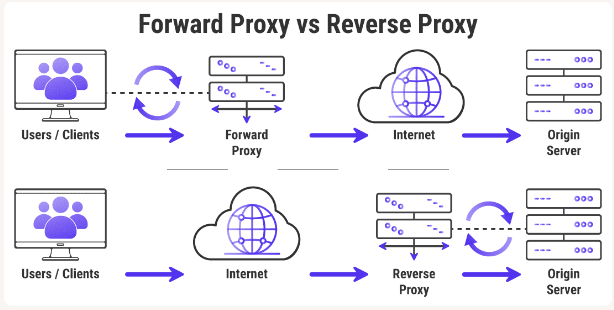 Forward Proxy vs Reverse Proxy
Users / Clients
Forward
Proxy
Internet
Origin
Server
Users / Clients
Internet
Reverse
Proxy
Origin
Server